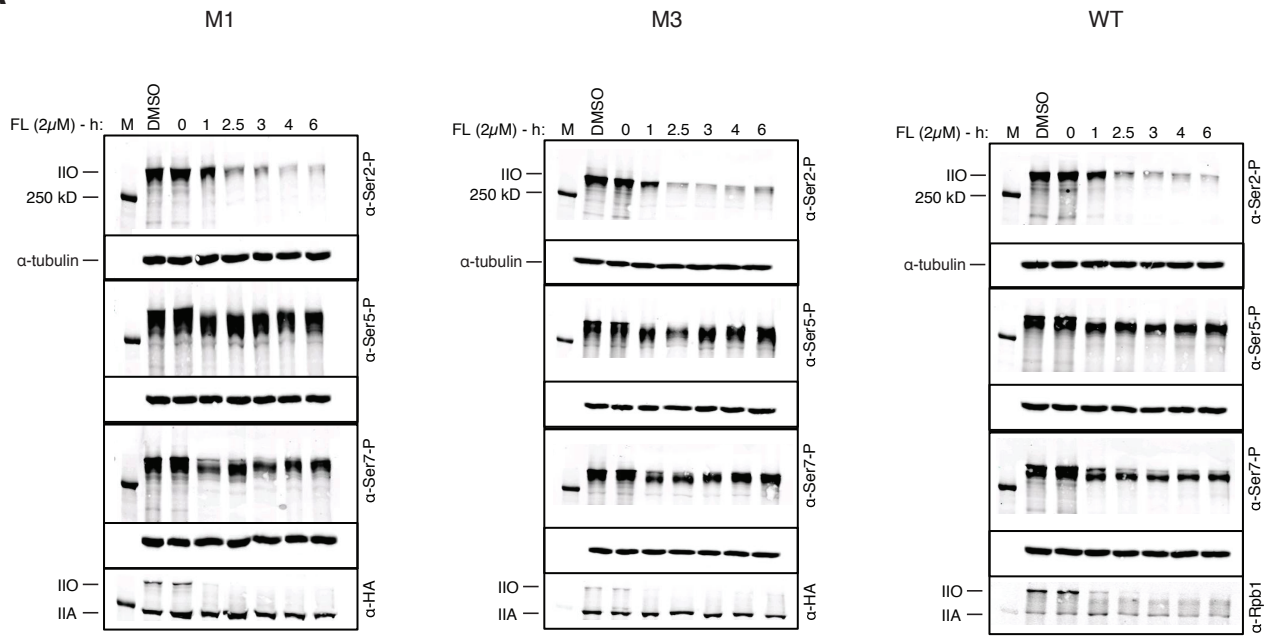 M1
FL (2µM) - h: M DMSO 0 1 2.5 3 4 6
IIO
250 kD
α-Ser2-P
α-tubulin
α-Ser5-P
α-Ser7-P
IIO
IIA
α-HA
M3
FL (2µM) - h: M DMSO 0 1 2.5 3 4 6
IIO
250 kD
α-Ser2-P
α-tubulin
α-Ser5-P
α-Ser7-P
IIO
IIA
α-HA
WT
FL (2µM) - h: M DMSO 0 1 2.5 3 4 6
IIO
250 kD
α-Ser2-P
α-tubulin
α-Ser5-P
α-Ser7-P
IIO
IIA
α-Rpb1